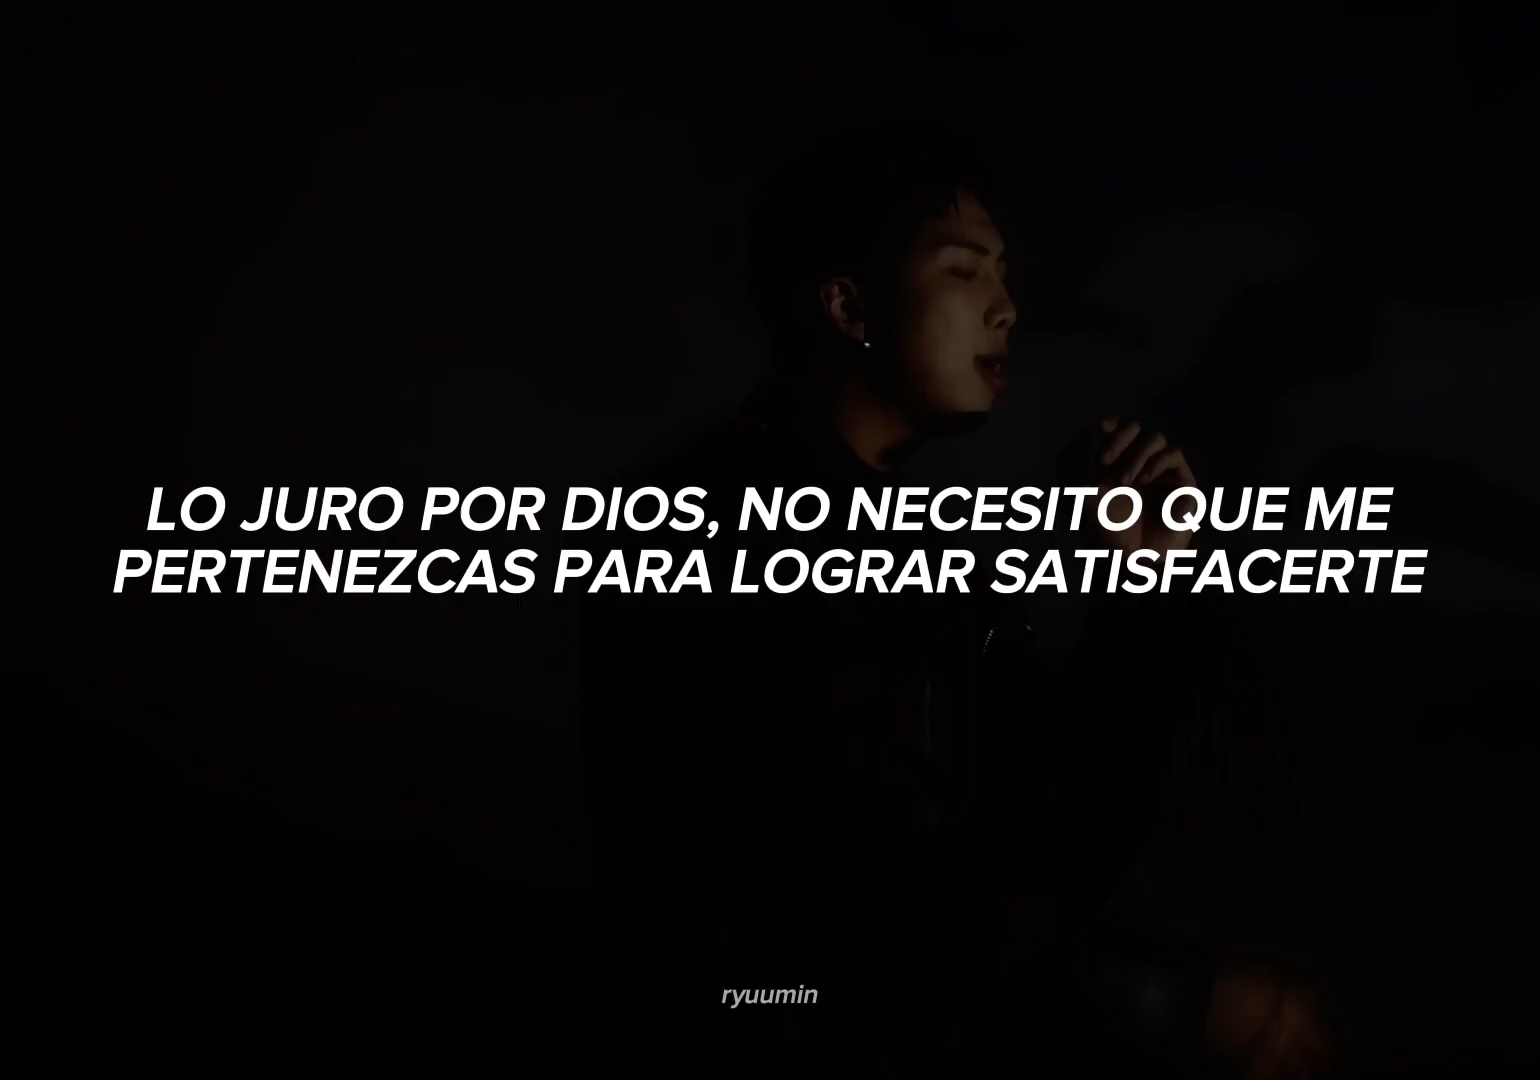 LO JURO POR DIOS, NO NECESITO QUE ME
PERTENEZCAS PARA LOGRAR SATISFACERTE
ryuumin